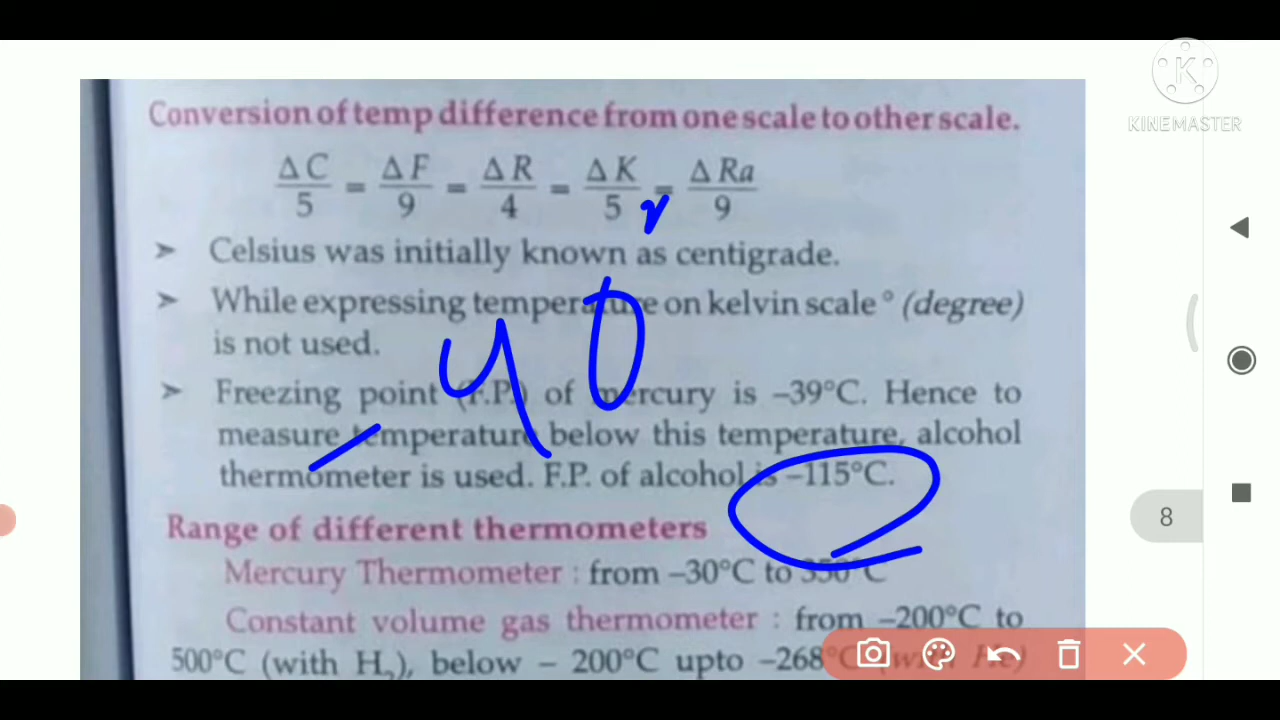 Conversion of temp difference from one scale to other scale.
ΔC/5 = ΔF/9 = ΔR/4 = ΔK/5 = ΔRa/9
➤ Celsius was initially known as centigrade.
➤ While expressing temperature on kelvin scale ° (degree)
is not used.
➤ Freezing point (F.P.) of mercury is –39°C. Hence to
measure temperature below this temperature, alcohol
thermometer is used. F.P. of alcohol is –115°C.
–40
Range of different thermometers
Mercury Thermometer : from –30°C to 350°C
Constant volume gas thermometer : from –200°C to
500°C (with H₂), below – 200°C upto –268°C (with He)
KINEMASTER
8